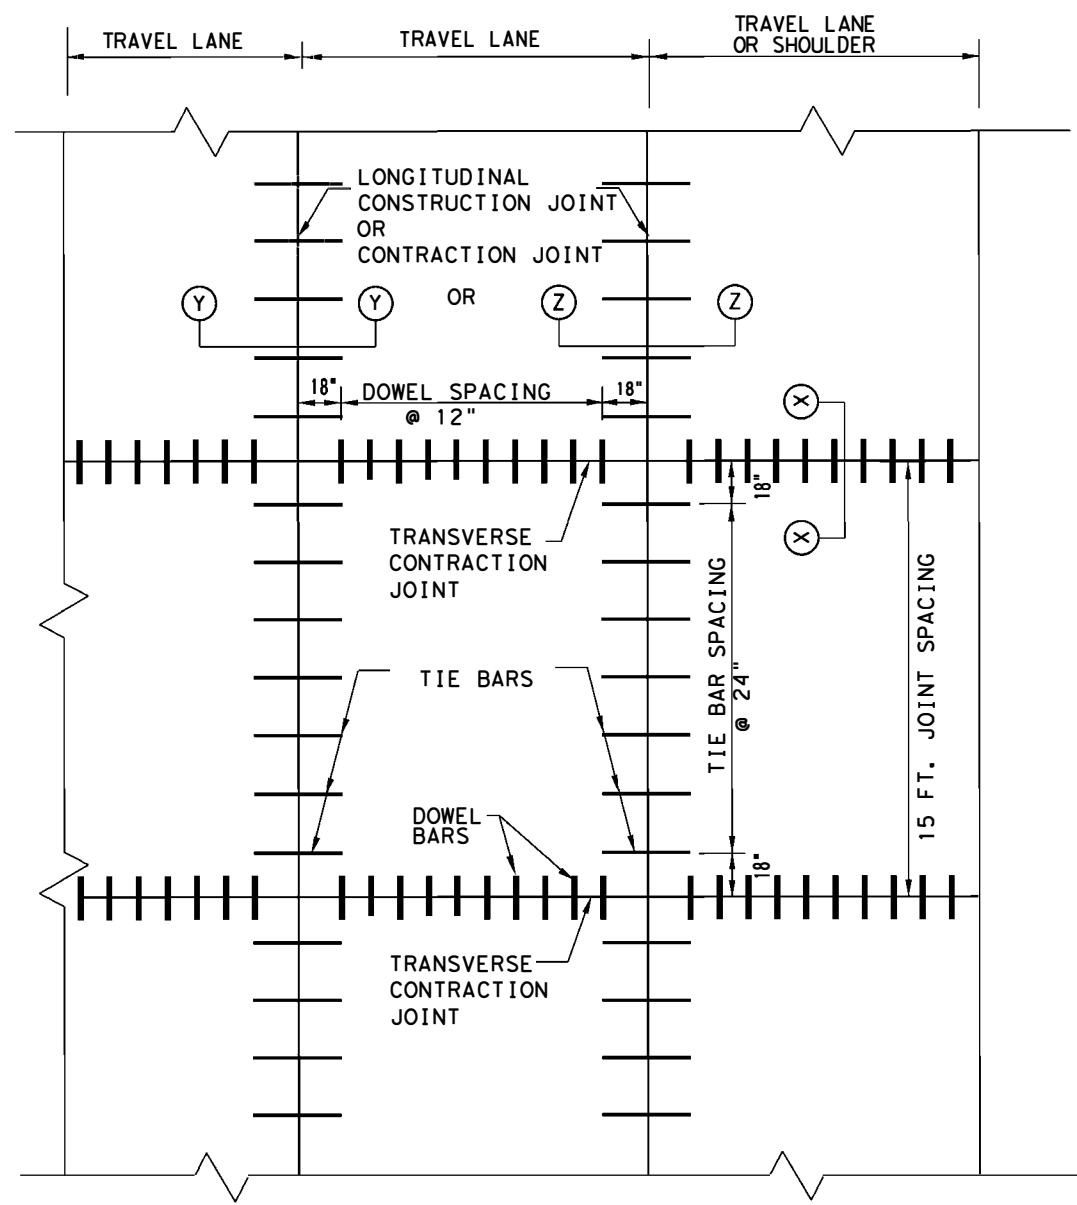 TRAVEL LANE
TRAVEL LANE
TRAVEL LANE
OR SHOULDER
LONGITUDINAL
CONSTRUCTION JOINT
OR
CONTRACTION JOINT
Y
Y
OR
Z
Z
18"
DOWEL SPACING
@ 12"
18"
X
18"
X
TRANSVERSE
CONTRACTION
JOINT
TIE BAR SPACING
@ 24"
15 FT. JOINT SPACING
TIE BARS
DOWEL
BARS
18"
TRANSVERSE
CONTRACTION
JOINT